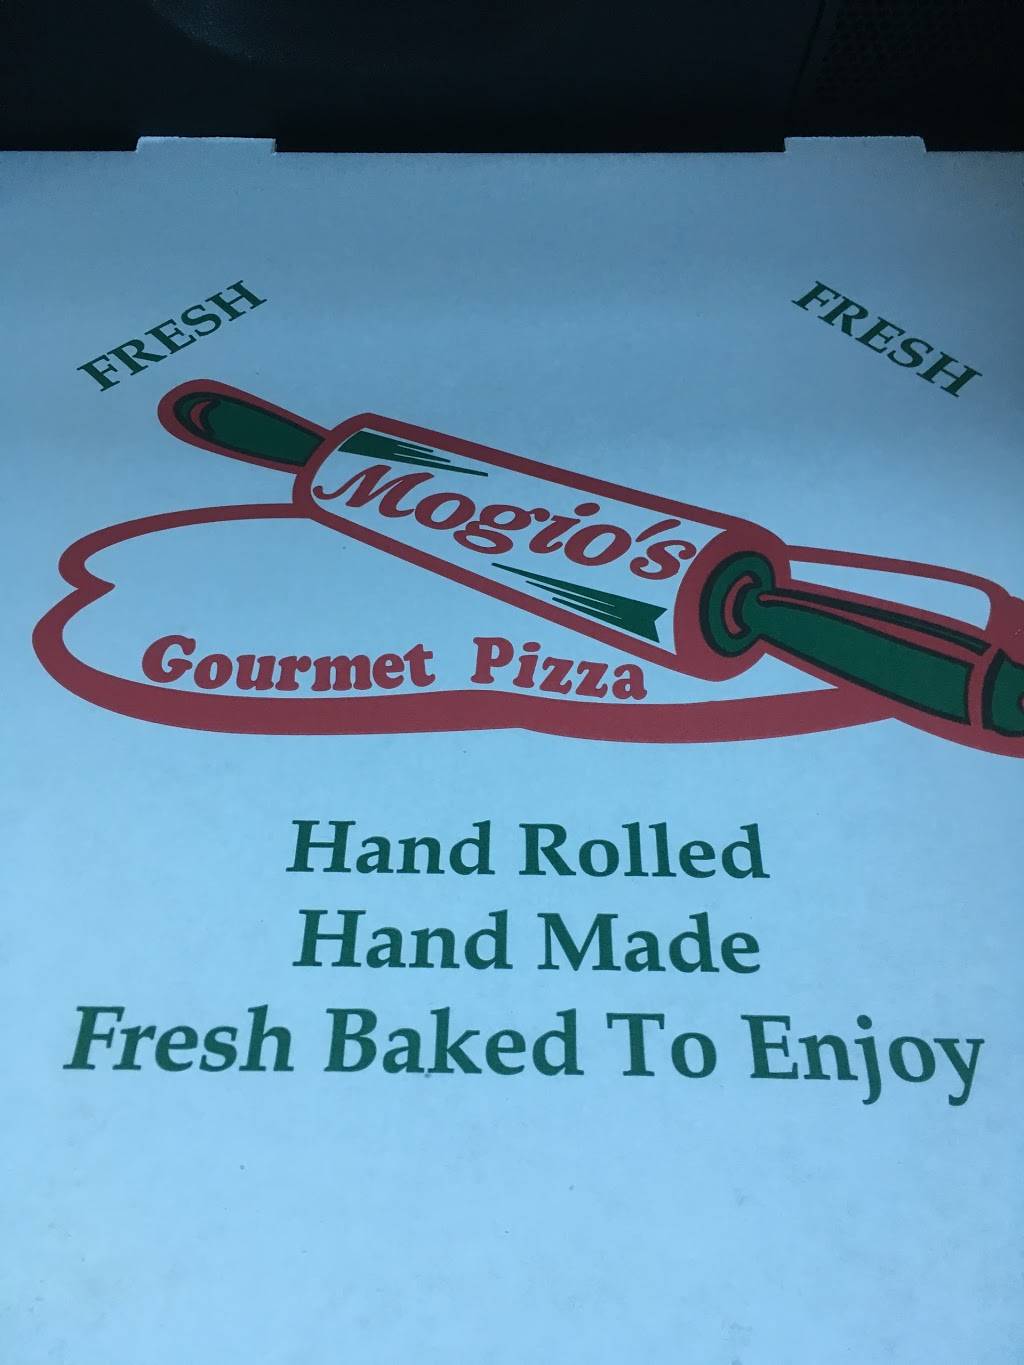 FRESH
FRESH
Mogio's
Gourmet Pizza
Hand Rolled
Hand Made
Fresh Baked To Enjoy